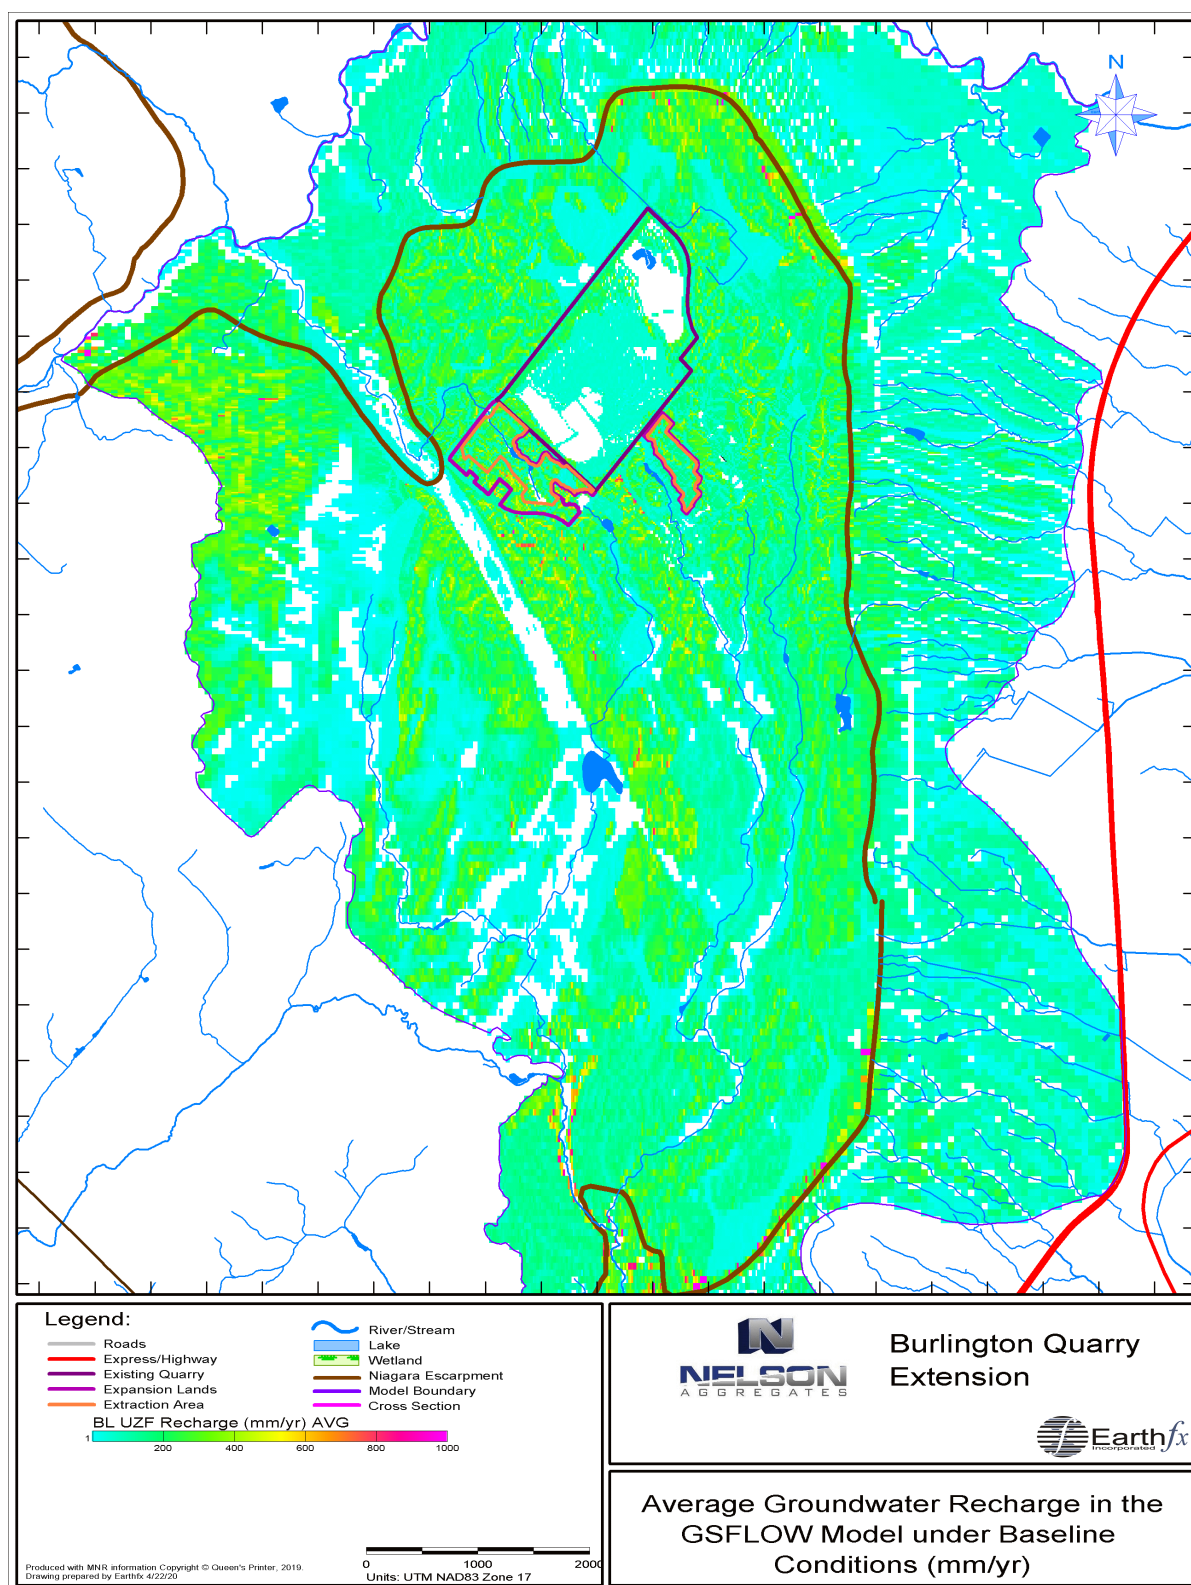 N
Legend:
Roads
Express/Highway
Existing Quarry
Expansion Lands
Extraction Area
River/Stream
Lake
Wetland
Niagara Escarpment
Model Boundary
Cross Section
BL UZF Recharge (mm/yr) AVG
1 200 400 600 800 1000
0 1000 2000
Units: UTM NAD83 Zone 17
Produced with MNR information Copyright © Queen's Printer, 2019.
Drawing prepared by Earthfx 4/22/20
N
NELSON
AGGREGATES
Burlington Quarry
Extension
Earthfx
Incorporated
Average Groundwater Recharge in the
GSFLOW Model under Baseline
Conditions (mm/yr)